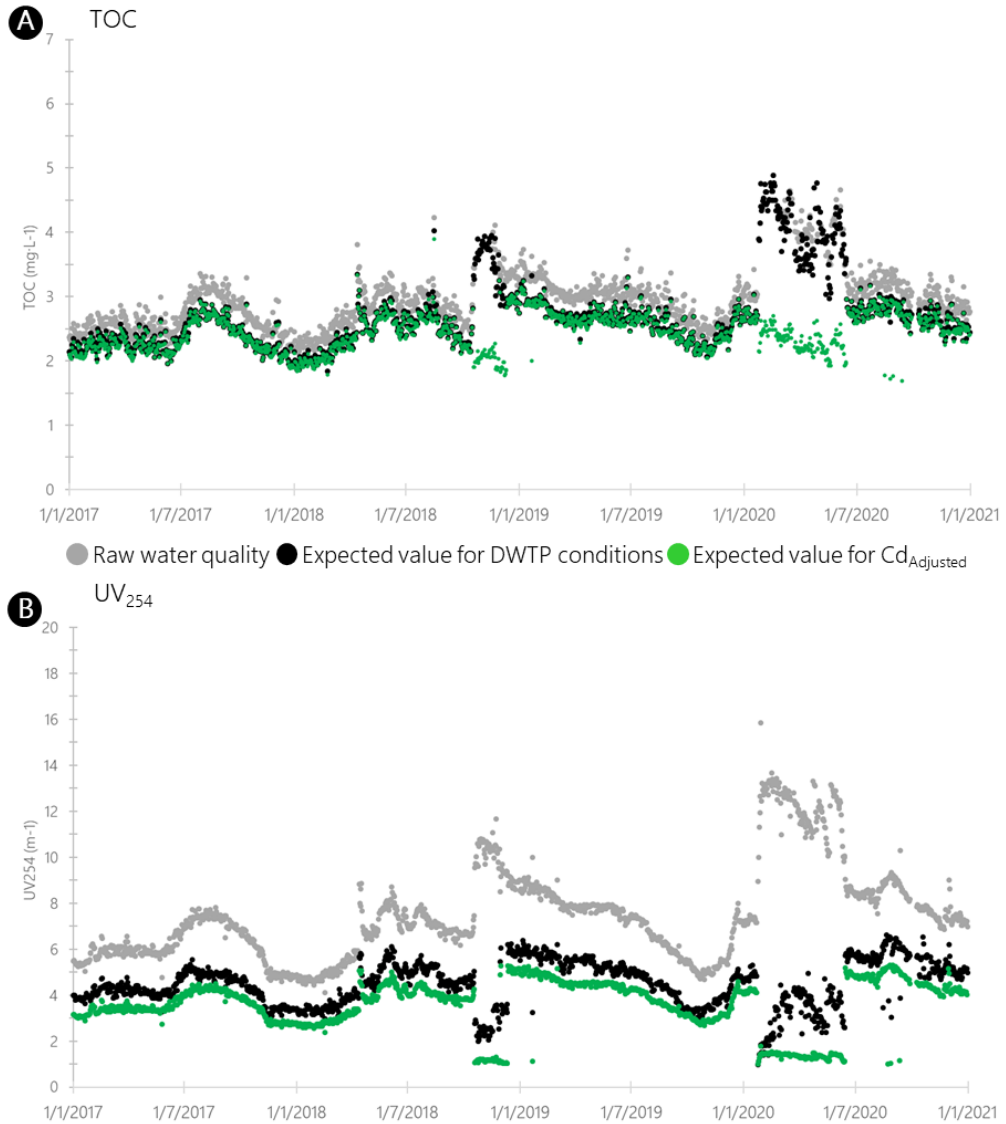 A TOC
7
6
5
4
3
2
1
0
TOC (mg·L-1)
1/1/2017 1/7/2017 1/1/2018 1/7/2018 1/1/2019 1/7/2019 1/1/2020 1/7/2020 1/1/2021
Raw water quality Expected value for DWTP conditions Expected value for CdAdjusted
B UV254
20
18
16
14
12
10
8
6
4
2
0
UV254 (m-1)
1/1/2017 1/7/2017 1/1/2018 1/7/2018 1/1/2019 1/7/2019 1/1/2020 1/7/2020 1/1/2021